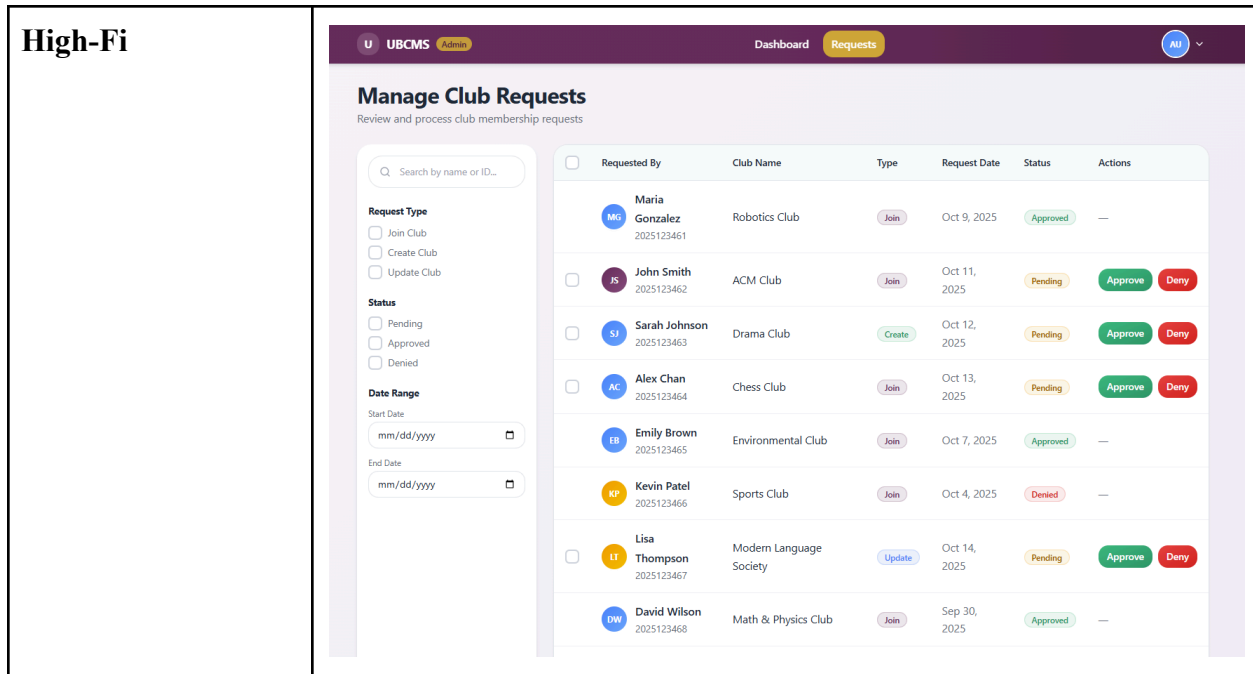 High-Fi
U UBCMS Admin Dashboard Requests AU
Manage Club Requests
Review and process club membership requests
Search by name or ID...
Request Type
Join Club
Create Club
Update Club
Status
Pending
Approved
Denied
Date Range
Start Date
mm/dd/yyyy
End Date
mm/dd/yyyy
Requested By Club Name Type Request Date Status Actions
MG Maria Gonzalez 2025123461 Robotics Club Join Oct 9, 2025 Approved —
JS John Smith 2025123462 ACM Club Join Oct 11, 2025 Pending Approve Deny
SJ Sarah Johnson 2025123463 Drama Club Create Oct 12, 2025 Pending Approve Deny
AC Alex Chan 2025123464 Chess Club Join Oct 13, 2025 Pending Approve Deny
EB Emily Brown 2025123465 Environmental Club Join Oct 7, 2025 Approved —
KP Kevin Patel 2025123466 Sports Club Join Oct 4, 2025 Denied —
LT Lisa Thompson 2025123467 Modern Language Society Update Oct 14, 2025 Pending Approve Deny
DW David Wilson 2025123468 Math & Physics Club Join Sep 30, 2025 Approved —